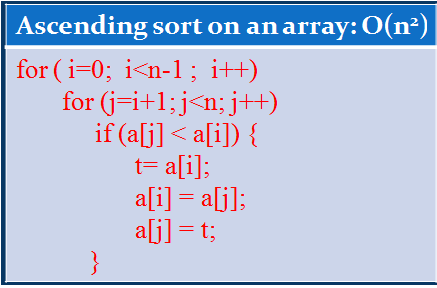 Ascending sort on an array: O(n²)
for ( i=0; i<n-1 ; i++)
for (j=i+1;j<n; j++)
if (a[j] < a[i]) {
t= a[i];
a[i] = a[j];
a[j] = t;
}